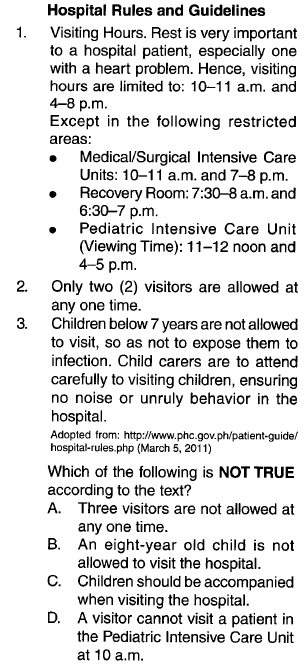 Hospital Rules and Guidelines
1. Visiting Hours. Rest is very important
to a hospital patient, especially one
with a heart problem. Hence, visiting
hours are limited to: 10–11 a.m. and
4–8 p.m.
Except in the following restricted
areas:
● Medical/Surgical Intensive Care
Units: 10–11 a.m. and 7–8 p.m.
● Recovery Room: 7:30–8 a.m. and
6:30–7 p.m.
● Pediatric Intensive Care Unit
(Viewing Time): 11–12 noon and
4–5 p.m.
2. Only two (2) visitors are allowed at
any one time.
3. Children below 7 years are not allowed
to visit, so as not to expose them to
infection. Child carers are to attend
carefully to visiting children, ensuring
no noise or unruly behavior in the
hospital.
Adopted from: http://www.phc.gov.ph/patient-guide/
hospital-rules.php (March 5, 2011)
Which of the following is NOT TRUE
according to the text?
A. Three visitors are not allowed at
any one time.
B. An eight-year old child is not
allowed to visit the hospital.
C. Children should be accompanied
when visiting the hospital.
D. A visitor cannot visit a patient in
the Pediatric Intensive Care Unit
at 10 a.m.